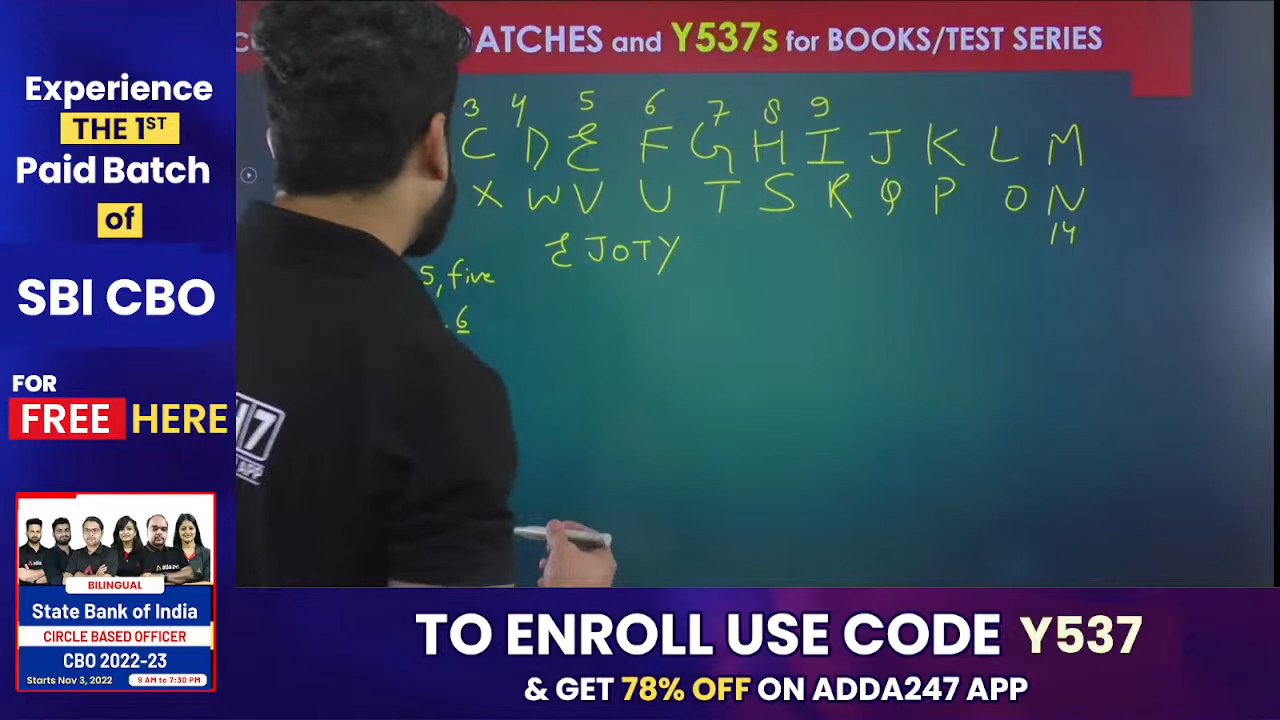 ATCHES and Y537s for BOOKS/TEST SERIES
Experience
THE 1ST
Paid Batch
of
SBI CBO
FOR
FREE HERE
3 4 5 6 7 8 9
C D E F G H I J K L M
X W V U T S R Q P O N
14
E J O T Y
5, five
. 6
7
APP
BILINGUAL
State Bank of India
CIRCLE BASED OFFICER
CBO 2022-23
Starts Nov 3, 2022 9 AM to 7:30 PM
TO ENROLL USE CODE Y537
& GET 78% OFF ON ADDA247 APP